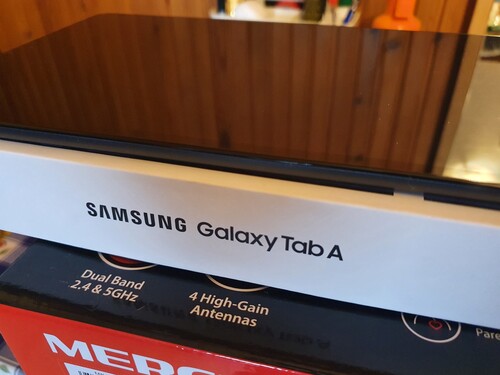 SAMSUNG Galaxy Tab A
Dual Band
2.4 & 5GHz
4 High-Gain
Antennas